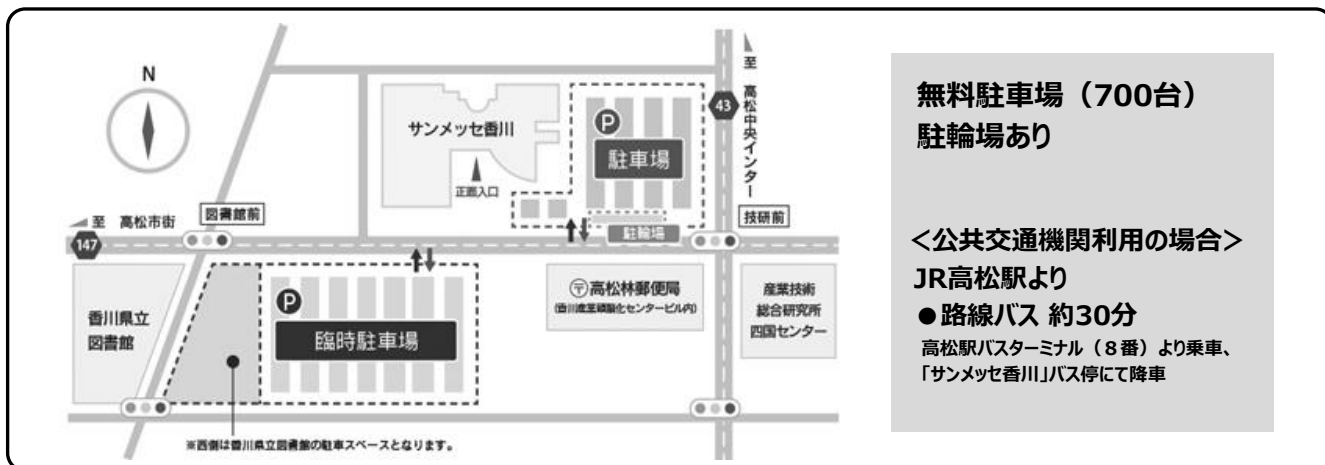 N
サンメッセ香川
正面入口
P
駐車場
駐輪場
43
至 高松中央インター
至 高松市街
147
図書館前
技研前
香川県立
図書館
P
臨時駐車場
〒高松林郵便局
(香川産業頭脳化センタービル内)
産業技術
総合研究所
四国センター
※西側は香川県立図書館の駐車スペースとなります。
無料駐車場（700台）
駐輪場あり
＜公共交通機関利用の場合＞
JR高松駅より
●路線バス 約30分
高松駅バスターミナル（８番）より乗車、
「サンメッセ香川」バス停にて降車